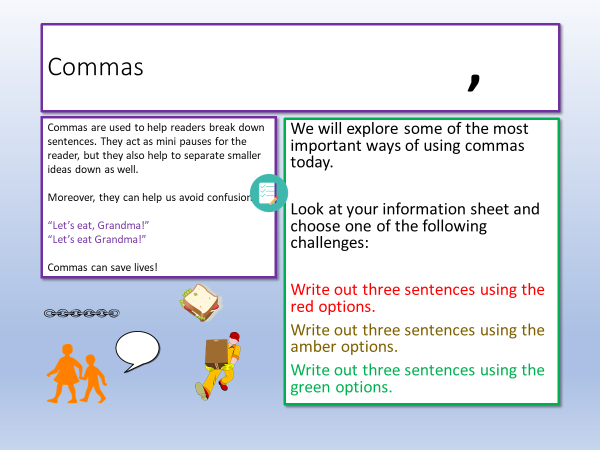 Commas
,
Commas are used to help readers break down
sentences. They act as mini pauses for the
reader, but they also help to separate smaller
ideas down as well.
Moreover, they can help us avoid confusion.
“Let’s eat, Grandma!”
“Let’s eat Grandma!”
Commas can save lives!
We will explore some of the most
important ways of using commas
today.
Look at your information sheet and
choose one of the following
challenges:
Write out three sentences using the
red options.
Write out three sentences using the
amber options.
Write out three sentences using the
green options.